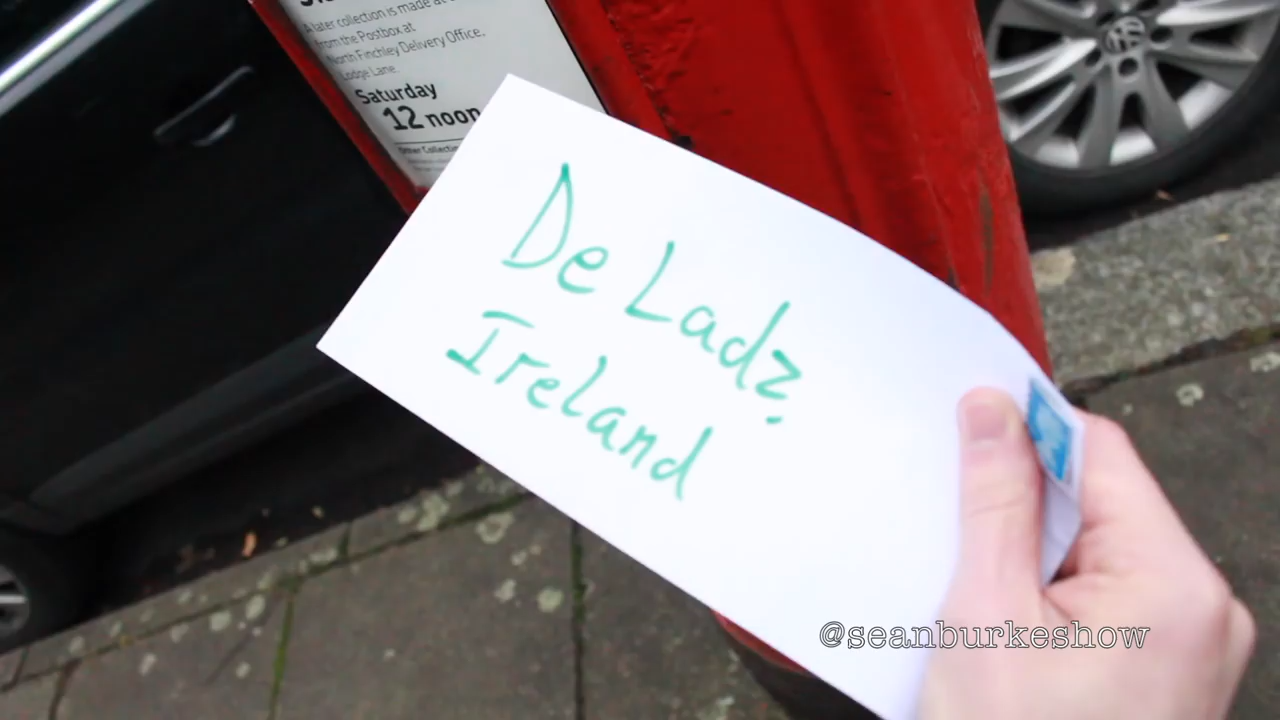 A later collection is made at
from the Postbox at
North Finchley Delivery Office,
Lodge Lane.
Saturday
12 noon
De Ladz.
Ireland
@seanburkeshow